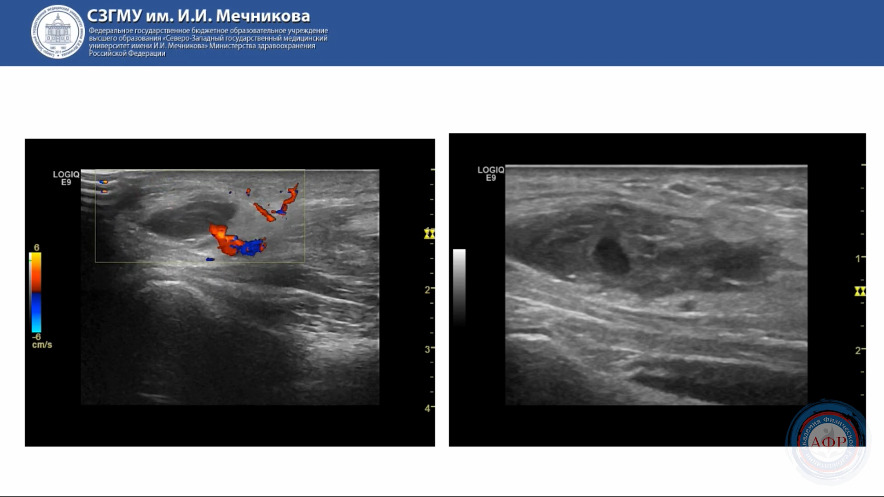 СЗГМУ им. И.И. Мечникова
Федеральное государственное бюджетное образовательное учреждение
высшего образования «Северо-Западный государственный медицинский
университет имени И.И. Мечникова» Министерства здравоохранения
Российской Федерации
LOGIQ
E9
6
-6
cm/s
2
3
4
LOGIQ
E9
1
2
АФР